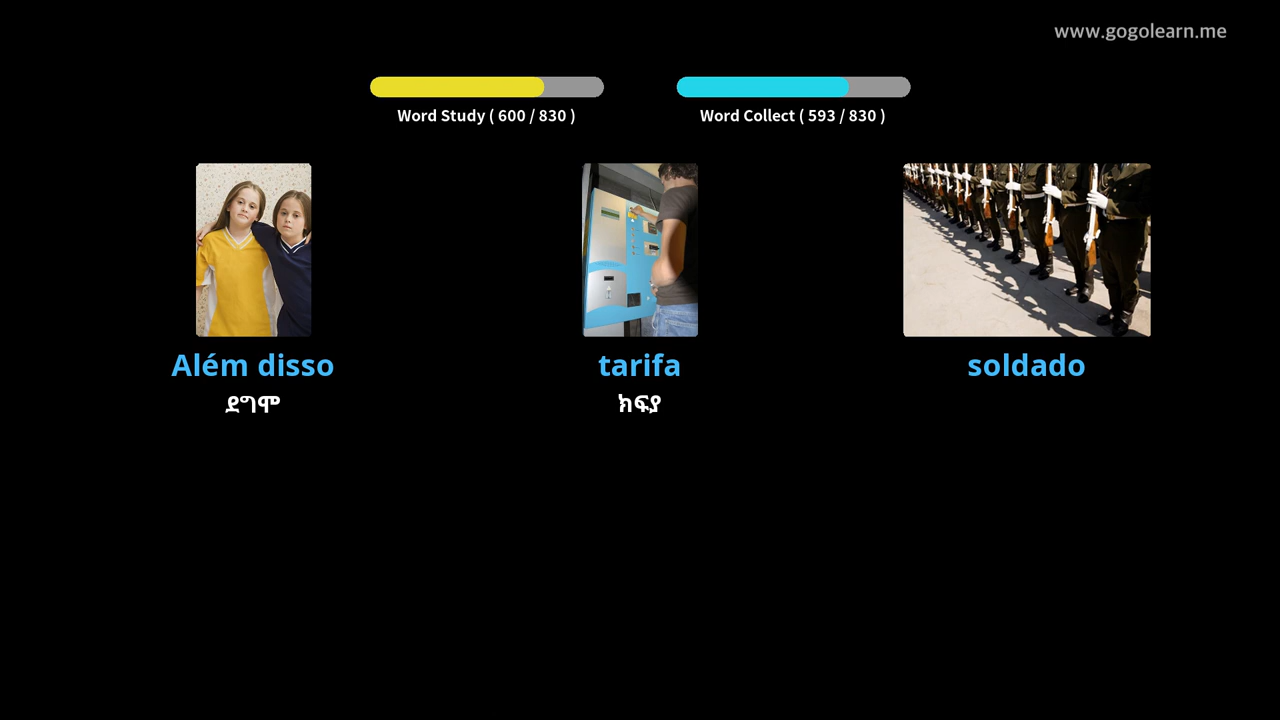 www.gogolearn.me
Word Study ( 600 / 830 )
Word Collect ( 593 / 830 )
Além disso
tarifa
soldado
ደግሞ
ክፍያ